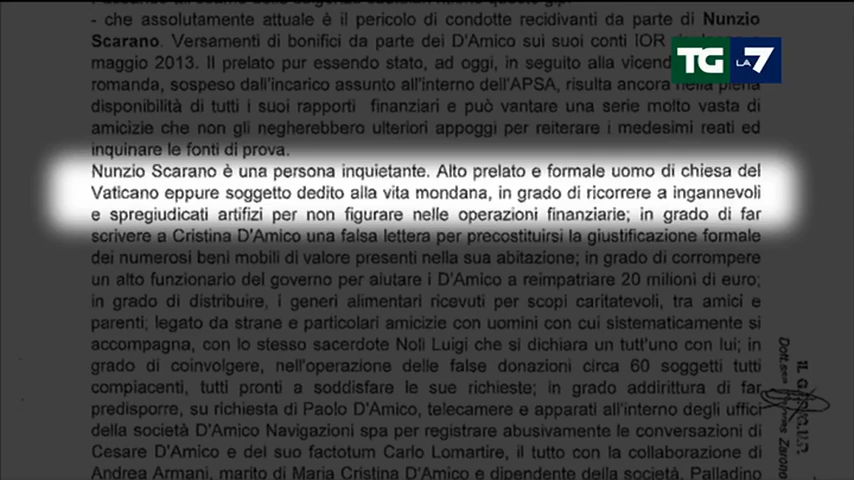 - che assolutamente attuale è il pericolo di condotte recidivanti da parte di Nunzio
Scarano. Versamenti di bonifici da parte dei D'Amico sui suoi conti IOR
maggio 2013. Il prelato pur essendo stato, ad oggi, in seguito alla
romanda, sospeso dall'incarico assunto all'interno dell'APSA, risulta ancora nella piena
disponibilità di tutti i suoi rapporti finanziari e può vantare una serie molto vasta di
amicizie che non gli negherebbero ulteriori appoggi per reiterare i medesimi reati ed
inquinare le fonti di prova.
Nunzio Scarano è una persona inquietante. Alto prelato e formale uomo di chiesa del
Vaticano eppure soggetto dedito alla vita mondana, in grado di ricorrere a ingannevoli
e spregiudicati artifizi per non figurare nelle operazioni finanziarie; in grado di far
scrivere a Cristina D'Amico una falsa lettera per precostituirsi la giustificazione formale
dei numerosi beni mobili di valore presenti nella sua abitazione; in grado di corrompere
un alto funzionario del governo per aiutare i D'Amico a reimpatriare 20 milioni di euro;
in grado di distribuire, i generi alimentari ricevuti per scopi caritatevoli, tra amici e
parenti; legato da strane e particolari amicizie con uomini con cui sistematicamente si
accompagna, con lo stesso sacerdote Noli Luigi che si dichiara un tutt'uno con lui; in
grado di coinvolgere, nell'operazione delle false donazioni circa 60 soggetti tutti
compiacenti, tutti pronti a soddisfare le sue richieste; in grado addirittura di far
predisporre, su richiesta di Paolo D'Amico, telecamere e apparati all'interno degli uffici
della società D'Amico Navigazioni spa per registrare abusivamente le conversazioni di
Cesare D'Amico e del suo factotum Carlo Lomartire, il tutto con la collaborazione di
Andrea Armani, marito di Maria Cristina D'Amico e dipendente della società, Palladino
TG LA7
IL
Dott.ssa